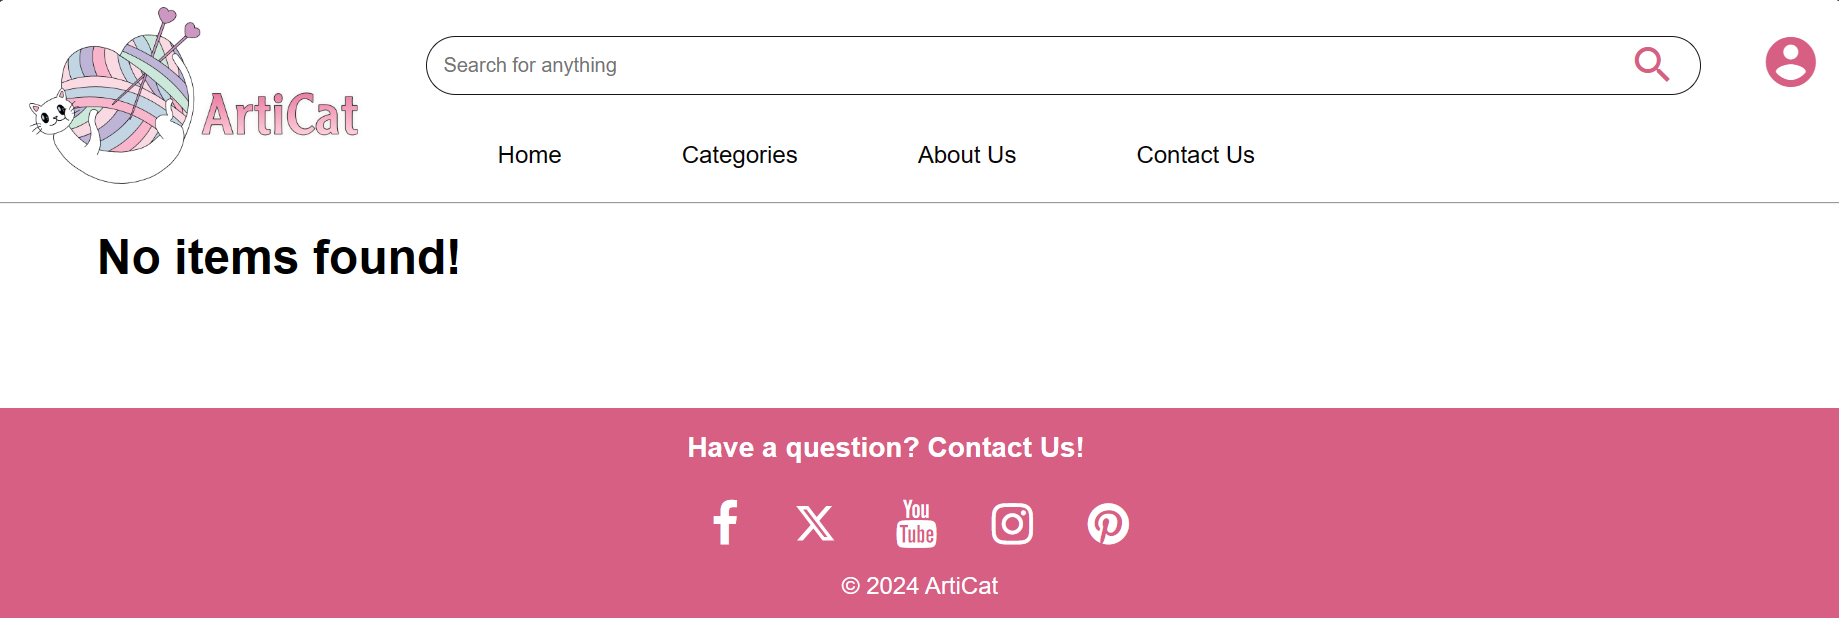 ArtiCat
Search for anything
Home Categories About Us Contact Us
No items found!
Have a question? Contact Us!
You
Tube
© 2024 ArtiCat